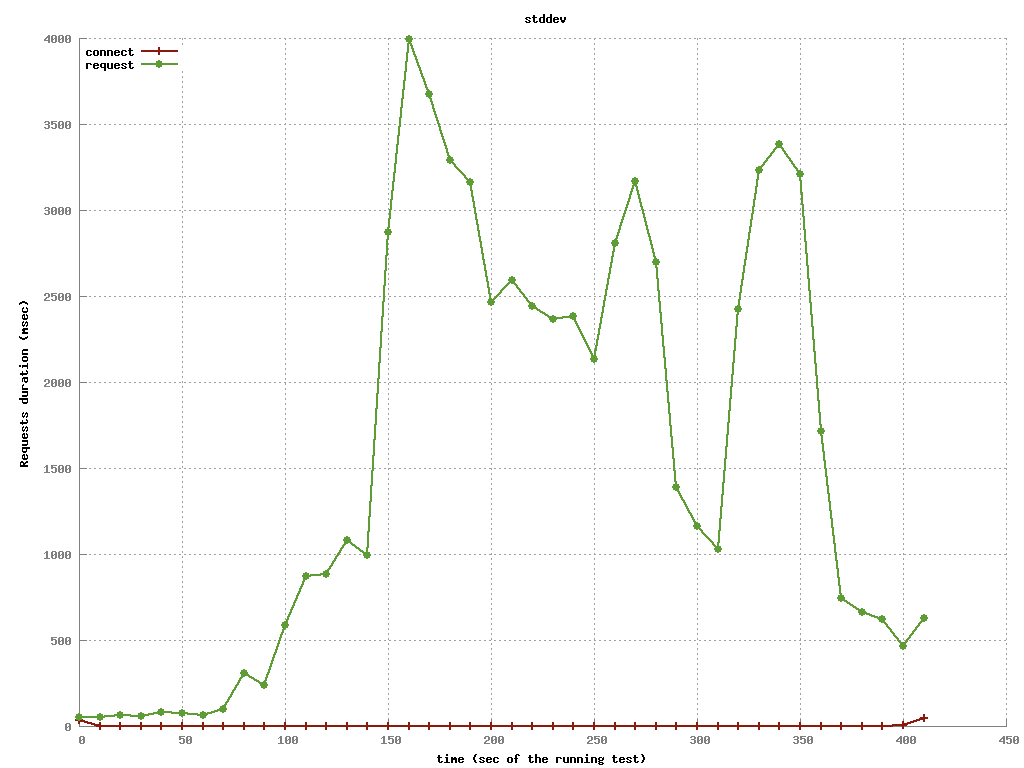 stddev
connect
request
4000
3500
3000
2500
2000
1500
1000
500
0
0 50 100 150 200 250 300 350 400 450
Requests duration (msec)
time (sec of the running test)